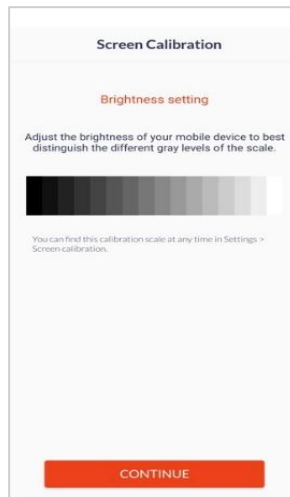 Screen Calibration
Brightness setting
Adjust the brightness of your mobile device to best
distinguish the different gray levels of the scale.
You can find this calibration scale at any time in Settings >
Screen calibration.
CONTINUE